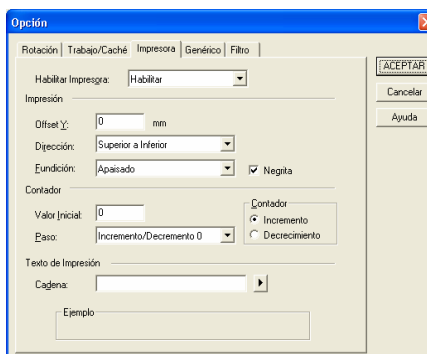 Opción
Rotación Trabajo/Caché Impresora Genérico Filtro
ACEPTAR
Cancelar
Ayuda
Habilitar Impresora: Habilitar
Impresión
Offset Y: 0 mm
Dirección: Superior a Inferior
Fundición: Apaisado Negrita
Contador
Valor Inicial: 0
Paso: Incremento/Decremento 0
Contador
Incremento
Decrecimiento
Texto de Impresión
Cadena:
Ejemplo